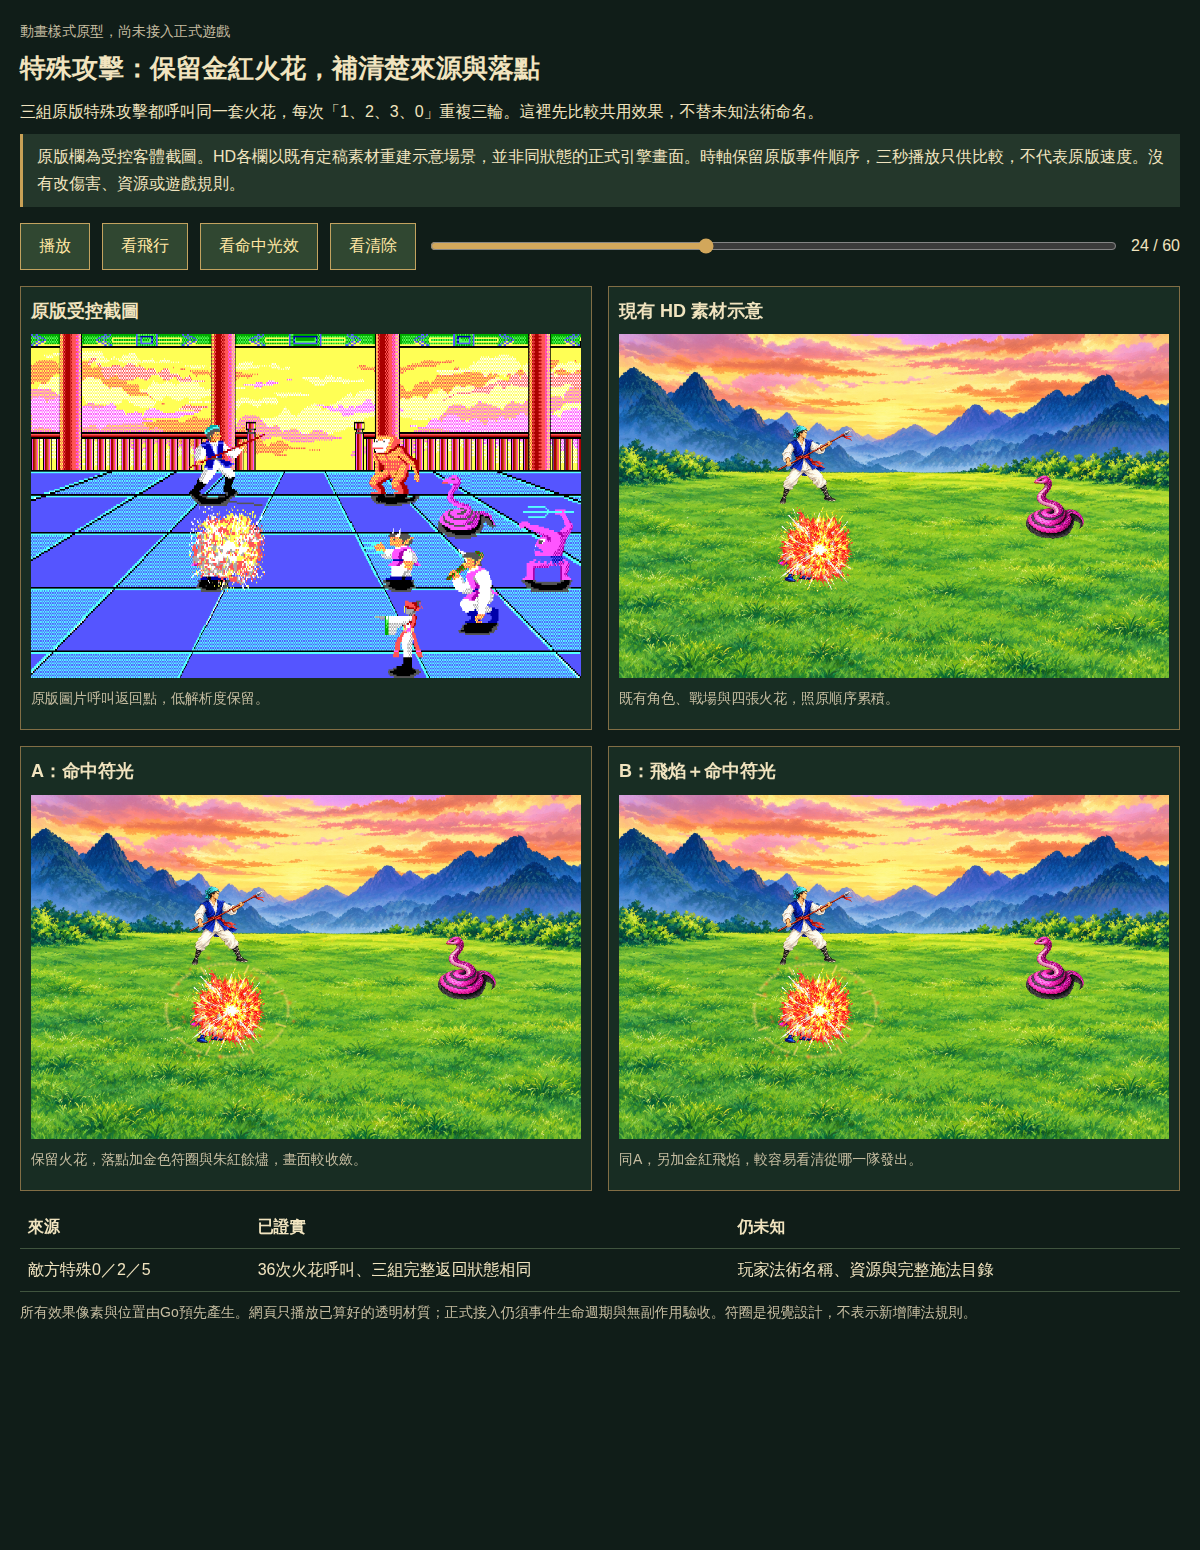 動畫樣式原型，尚未接入正式遊戲
特殊攻擊：保留金紅火花，補清楚來源與落點
三組原版特殊攻擊都呼叫同一套火花，每次「1、2、3、0」重複三輪。這裡先比較共用效果，不替未知法術命名。
原版欄為受控客體截圖。HD各欄以既有定稿素材重建示意場景，並非同狀態的正式引擎畫面。時軸保留原版事件順序，三秒播放只供比較，不代表原版速度。沒
有改傷害、資源或遊戲規則。
播放 看飛行 看命中光效 看清除 24 / 60
原版受控截圖
原版圖片呼叫返回點，低解析度保留。
現有 HD 素材示意
既有角色、戰場與四張火花，照原順序累積。
A：命中符光
保留火花，落點加金色符圈與朱紅餘燼，畫面較收斂。
B：飛焰＋命中符光
同A，另加金紅飛焰，較容易看清從哪一隊發出。
來源 已證實 仍未知
敵方特殊0／2／5 36次火花呼叫、三組完整返回狀態相同 玩家法術名稱、資源與完整施法目錄
所有效果像素與位置由Go預先產生。網頁只播放已算好的透明材質；正式接入仍須事件生命週期與無副作用驗收。符圈是視覺設計，不表示新增陣法規則。